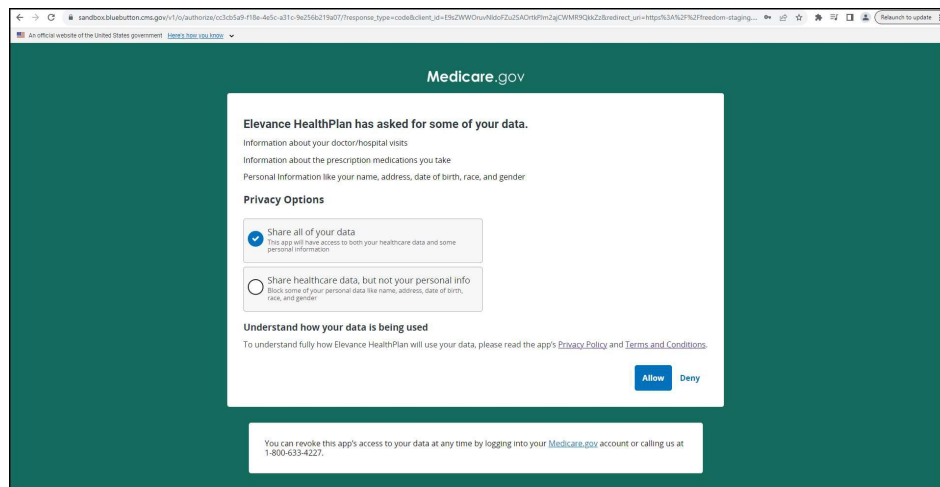 sandbox.bluebutton.cms.gov/v1/o/authorize/cc3cb5a9-f18e-4e5c-a31c-9e256b219a07/?response_type=code&client_id=E9sZWWOruvNldoFZu2SAOrtkPJm2ajCWMR9QkkZz&redirect_uri=https%3A%2F%2Ffreedom-staging....
Relaunch to update
An official website of the United States government Here's how you know
Medicare.gov
Elevance HealthPlan has asked for some of your data.
Information about your doctor/hospital visits
Information about the prescription medications you take
Personal Information like your name, address, date of birth, race, and gender
Privacy Options
Share all of your data
This app will have access to both your healthcare data and some
personal information
Share healthcare data, but not your personal info
Block some of your personal data like name, address, date of birth,
race, and gender
Understand how your data is being used
To understand fully how Elevance HealthPlan will use your data, please read the app's Privacy Policy and Terms and Conditions.
Allow Deny
You can revoke this app's access to your data at any time by logging into your Medicare.gov account or calling us at
1-800-633-4227.